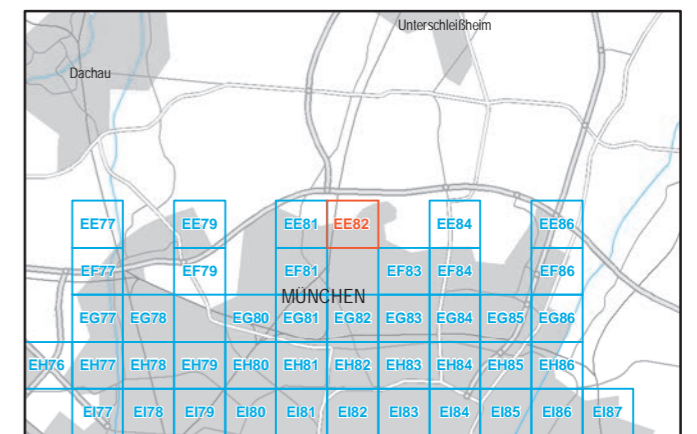 Unterschleißheim
Dachau
EE77 EE79 EE81 EE82 EE84 EE86
EF77 EF79 EF81 EF83 EF84 EF86
MÜNCHEN
EG77 EG78 EG80 EG81 EG82 EG83 EG84 EG85 EG86
EH76 EH77 EH78 EH79 EH80 EH81 EH82 EH83 EH84 EH85 EH86
EI77 EI78 EI79 EI80 EI81 EI82 EI83 EI84 EI85 EI86 EI87